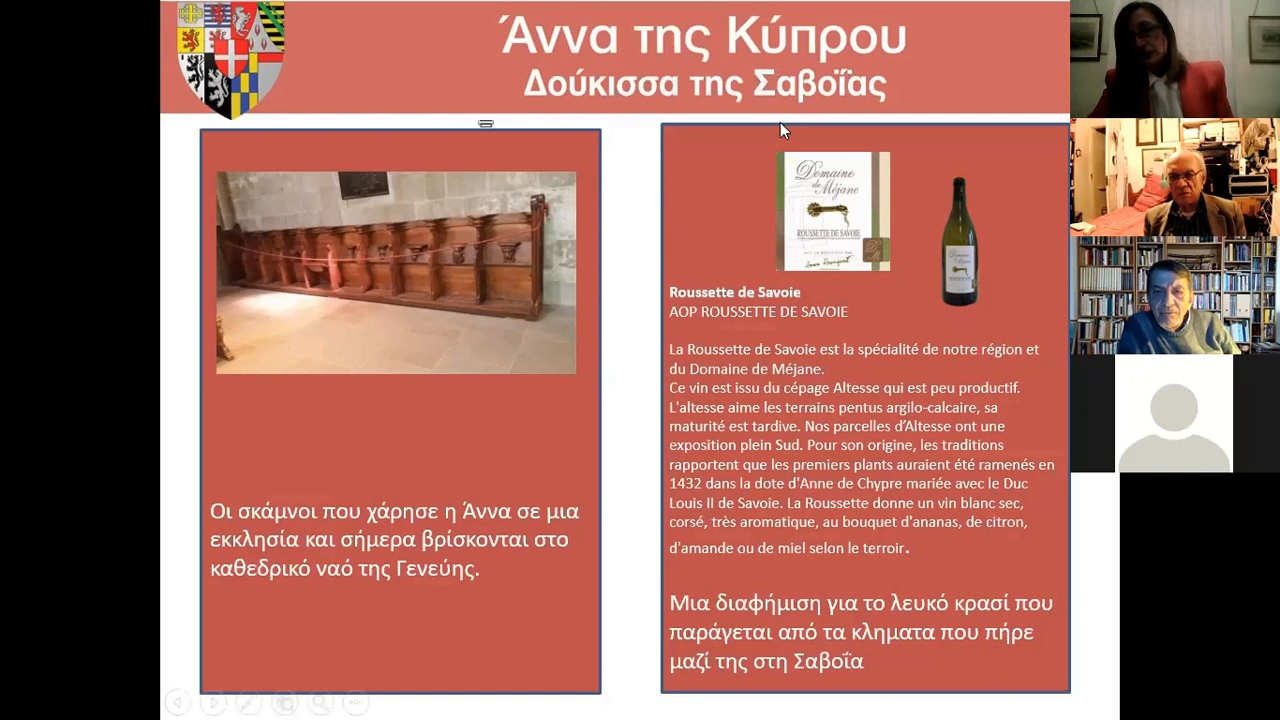 Άννα της Κύπρου
Δούκισσα της Σαβοΐας
Οι σκάμνοι που χάρησε η Άννα σε μια
εκκλησία και σήμερα βρίσκονται στο
καθεδρικό ναό της Γενεύης.
Domaine
de Méjane
ROUSSETTE DE SAVOIE
Roussette de Savoie
AOP ROUSSETTE DE SAVOIE
La Roussette de Savoie est la spécialité de notre région et
du Domaine de Méjane.
Ce vin est issu du cépage Altesse qui est peu productif.
L'altesse aime les terrains pentus argilo-calcaire, sa
maturité est tardive. Nos parcelles d’Altesse ont une
exposition plein Sud. Pour son origine, les traditions
rapportent que les premiers plants auraient été ramenés en
1432 dans la dote d'Anne de Chypre mariée avec le Duc
Louis II de Savoie. La Roussette donne un vin blanc sec,
corsé, très aromatique, au bouquet d'ananas, de citron,
d'amande ou de miel selon le terroir.
Μια διαφήμιση για το λευκό κρασί που
παράγεται από τα κληματα που πήρε
μαζί της στη Σαβοΐα